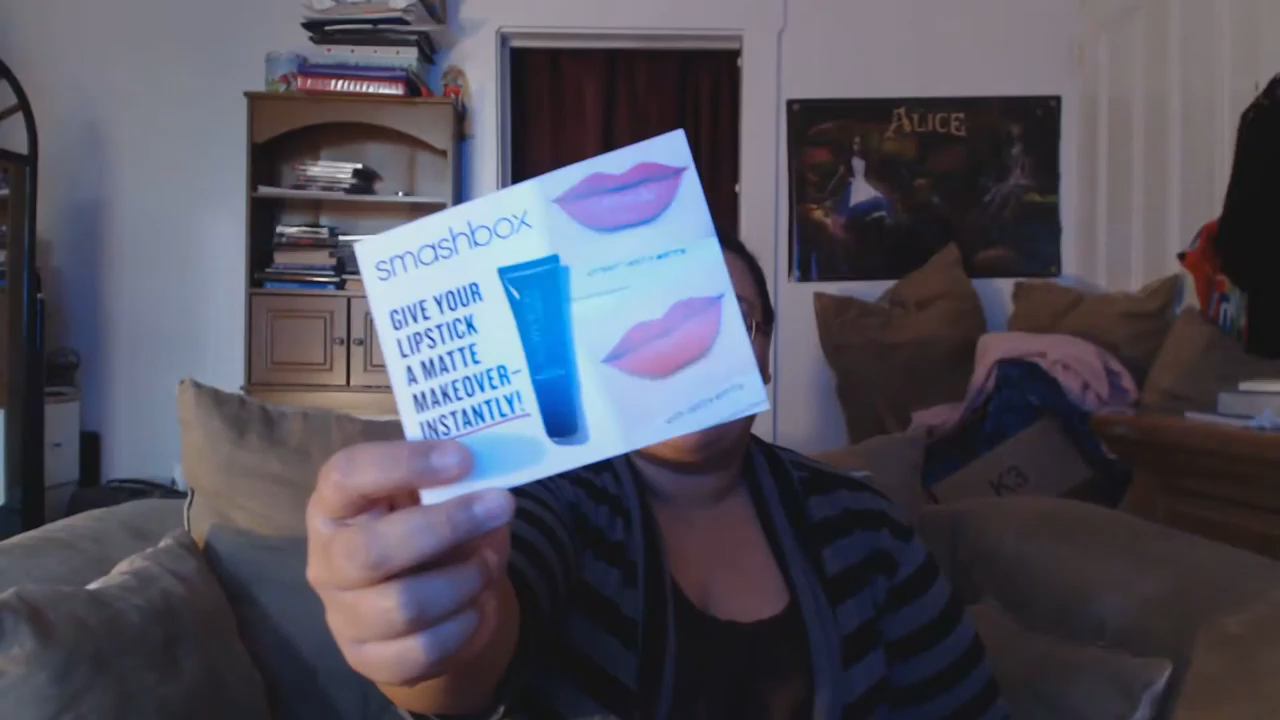 smashbox
GIVE YOUR
LIPSTICK
A MATTE
MAKEOVER–
INSTANTLY!
ALICE
K3